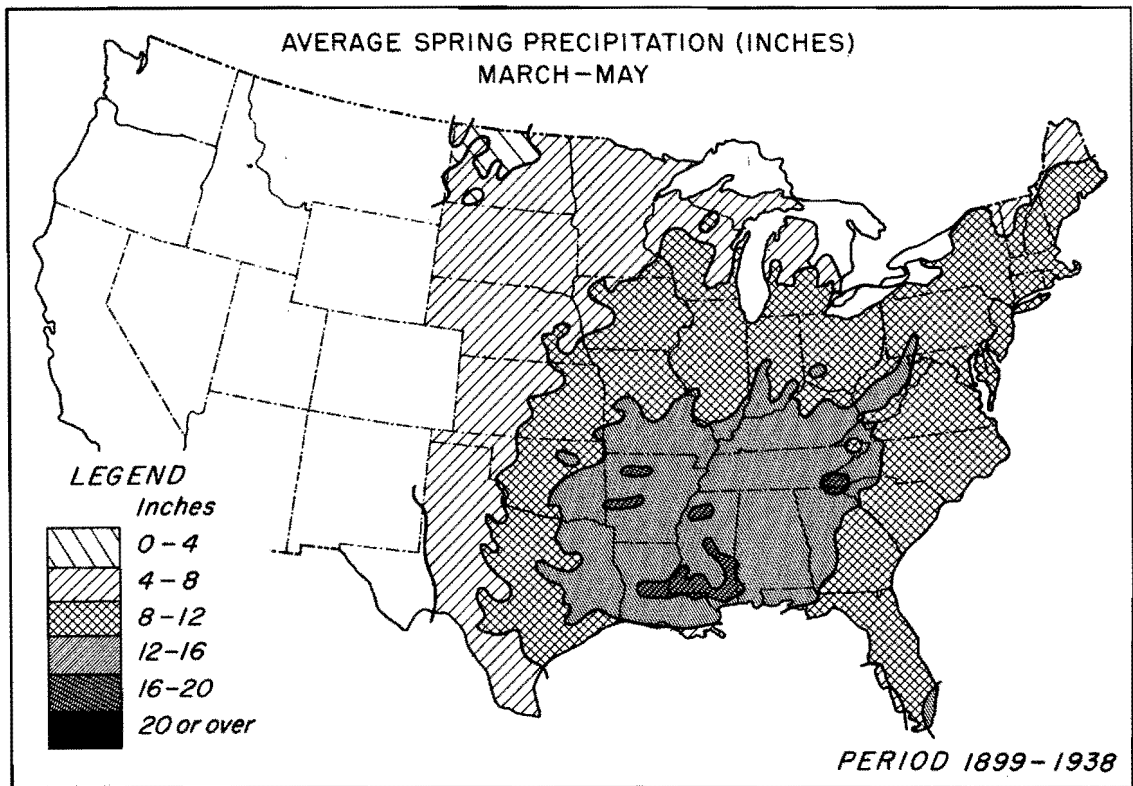 AVERAGE SPRING PRECIPITATION (INCHES)
MARCH–MAY
LEGEND
Inches
0–4
4–8
8–12
12–16
16–20
20 or over
PERIOD 1899–1938